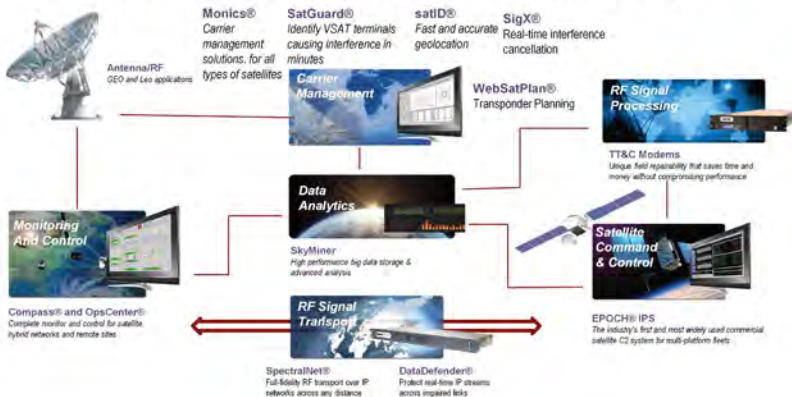 Monics®
Carrier
management
solutions. for all
types of satellites
SatGuard®
Identify VSAT terminals
causing interference in
minutes
satID®
Fast and accurate
geolocation
SigX®
Real-time interference
cancellation
Antenna/RF
GEO and Leo applications
Carrier
Management
WebSatPlan®
Transponder Planning
RF Signal
Processing
TT&C Modems
Unique field repairability that saves time and
money without compromising performance
Data
Analytics
SkyMiner
High performance big data storage &
advanced analysis
Monitoring
And Control
Compass® and OpsCenter®
Complete monitor and control for satellite,
hybrid networks and remote sites
Satellite
Command
& Control
EPOCH® IPS
The industry's first and most widely used commercial
satellite C2 system for multi-platform fleets
RF Signal
Transport
SpectralNet®
Full-fidelity RF transport over IP
networks across any distance
DataDefender®
Protect real-time IP streams
across impaired links